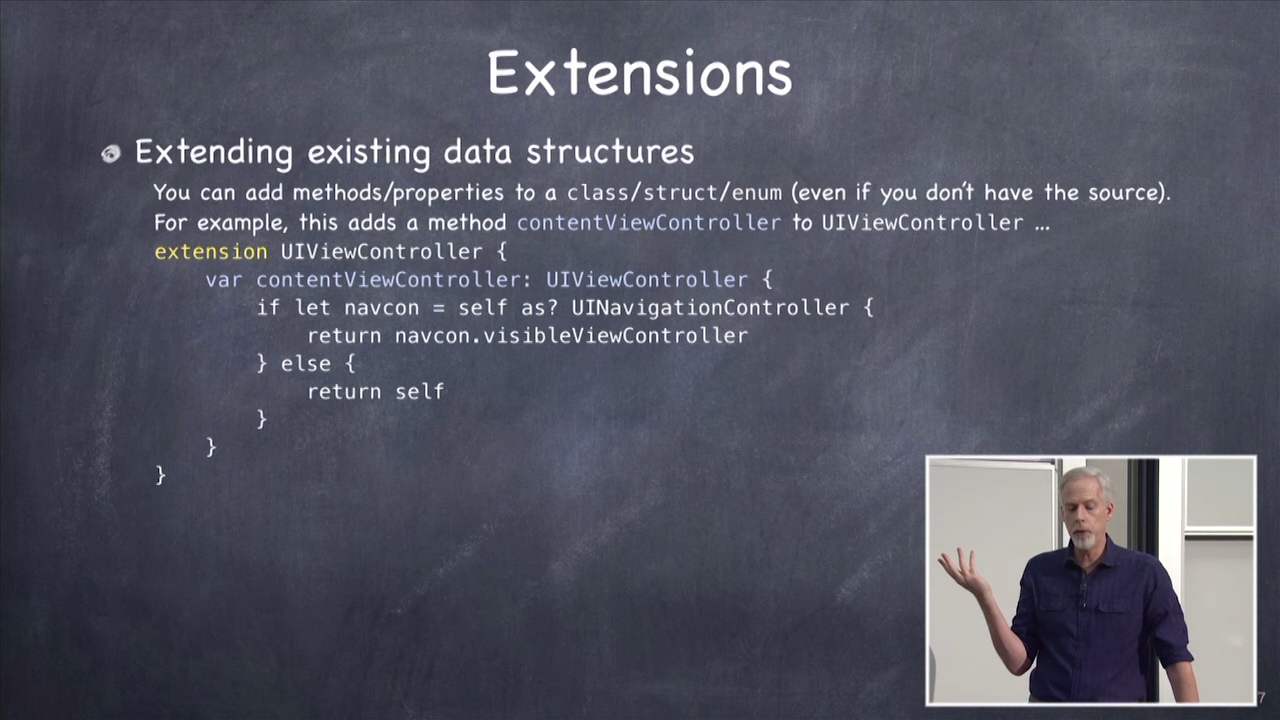 Extensions
Extending existing data structures
You can add methods/properties to a class/struct/enum (even if you don't have the source).
For example, this adds a method contentViewController to UIViewController ...
extension UIViewController {
var contentViewController: UIViewController {
if let navcon = self as? UINavigationController {
return navcon.visibleViewController
} else {
return self
}
}
}
7